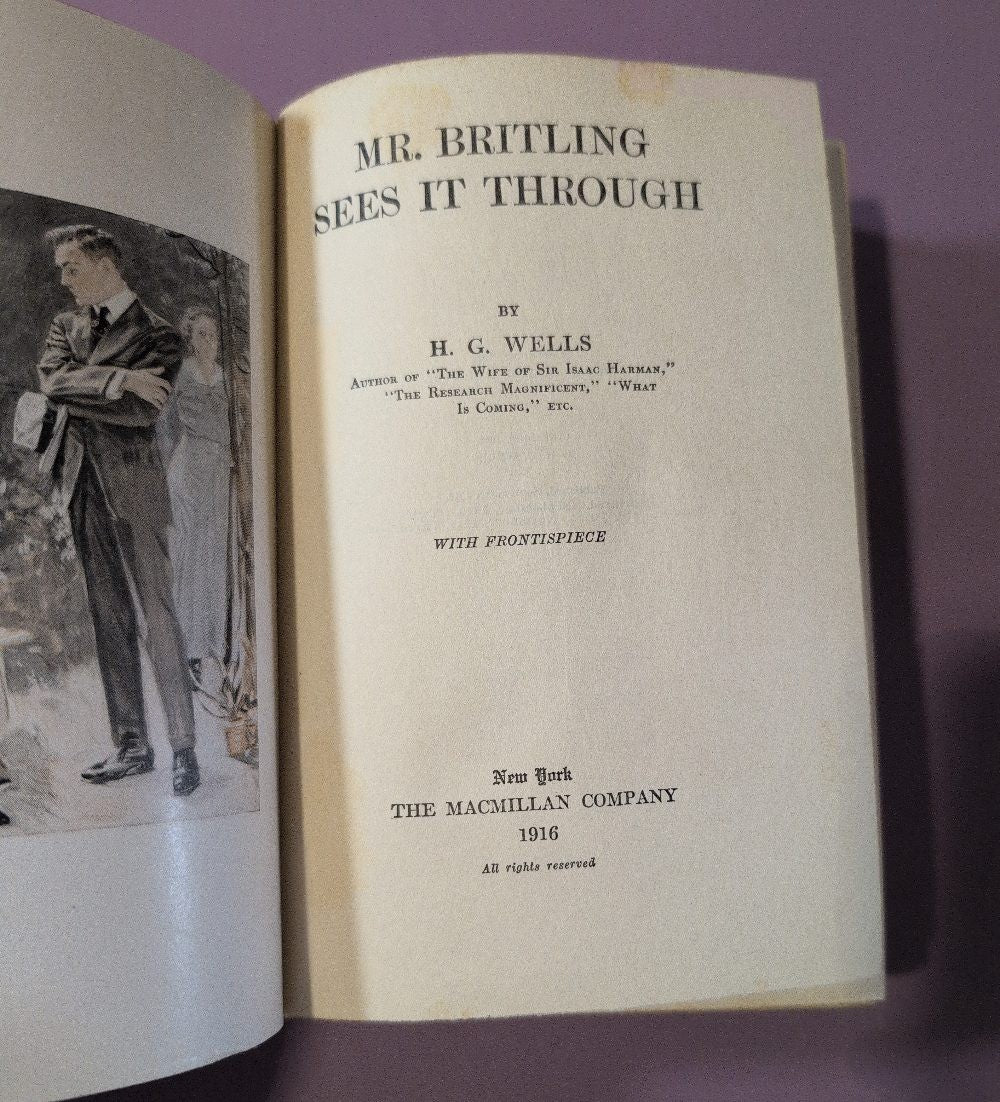 MR. BRITLING
SEES IT THROUGH
BY
H. G. WELLS
Author of "The Wife of Sir Isaac Harman,"
"The Research Magnificent," "What
Is Coming," etc.
WITH FRONTISPIECE
New York
THE MACMILLAN COMPANY
1916
All rights reserved